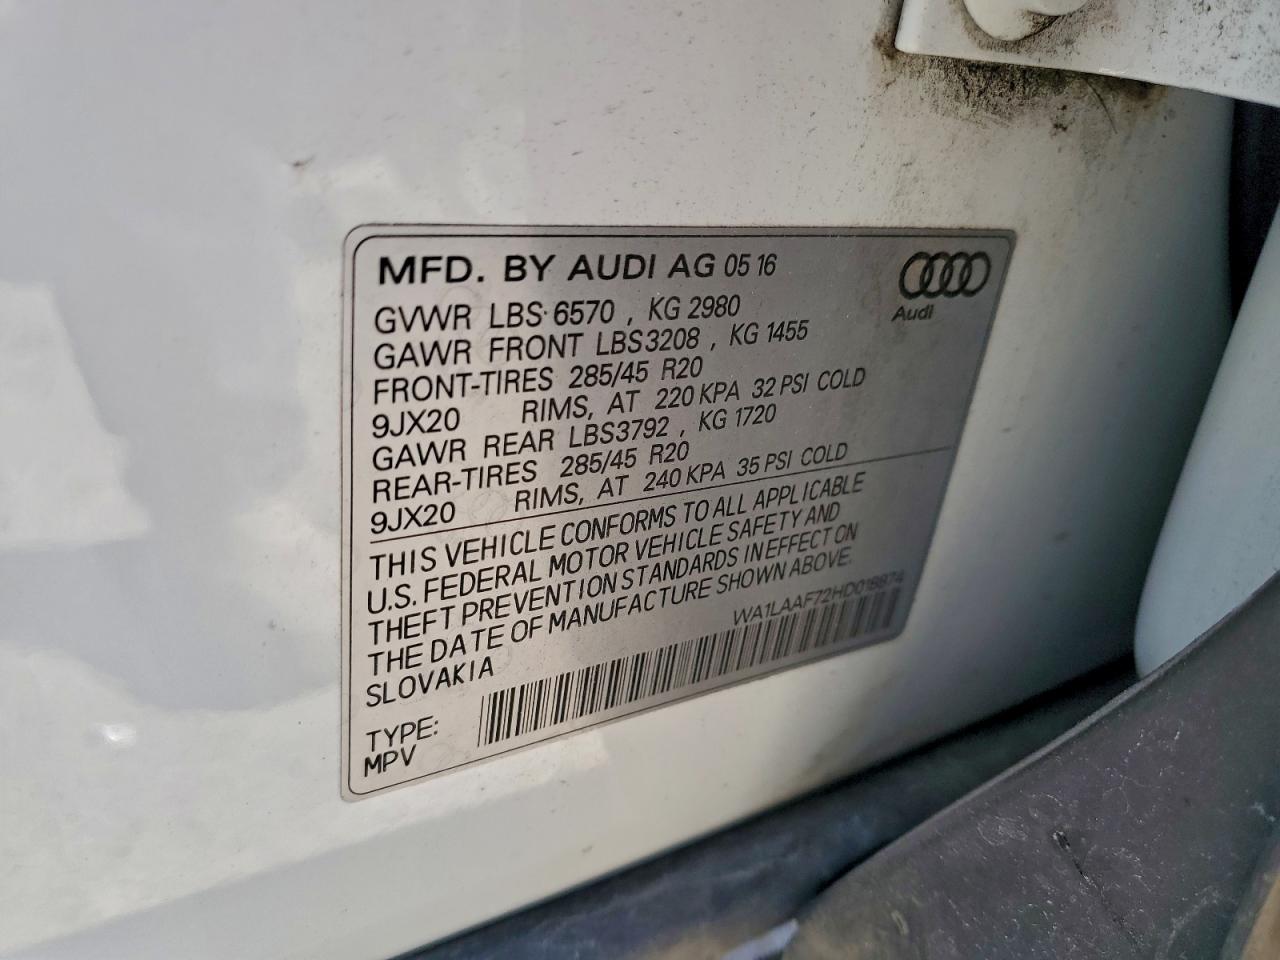 MFD. BY AUDI AG 05 16
Audi
GVWR LBS 6570 , KG 2980
GAWR FRONT LBS3208 , KG 1455
FRONT-TIRES 285/45 R20
9JX20 RIMS, AT 220 KPA 32 PSI COLD
GAWR REAR LBS3792 , KG 1720
REAR-TIRES 285/45 R20
9JX20 RIMS, AT 240 KPA 35 PSI COLD
THIS VEHICLE CONFORMS TO ALL APPLICABLE
U.S. FEDERAL MOTOR VEHICLE SAFETY AND
THEFT PREVENTION STANDARDS IN EFFECT ON
THE DATE OF MANUFACTURE SHOWN ABOVE.
SLOVAKIA
TYPE:
MPV